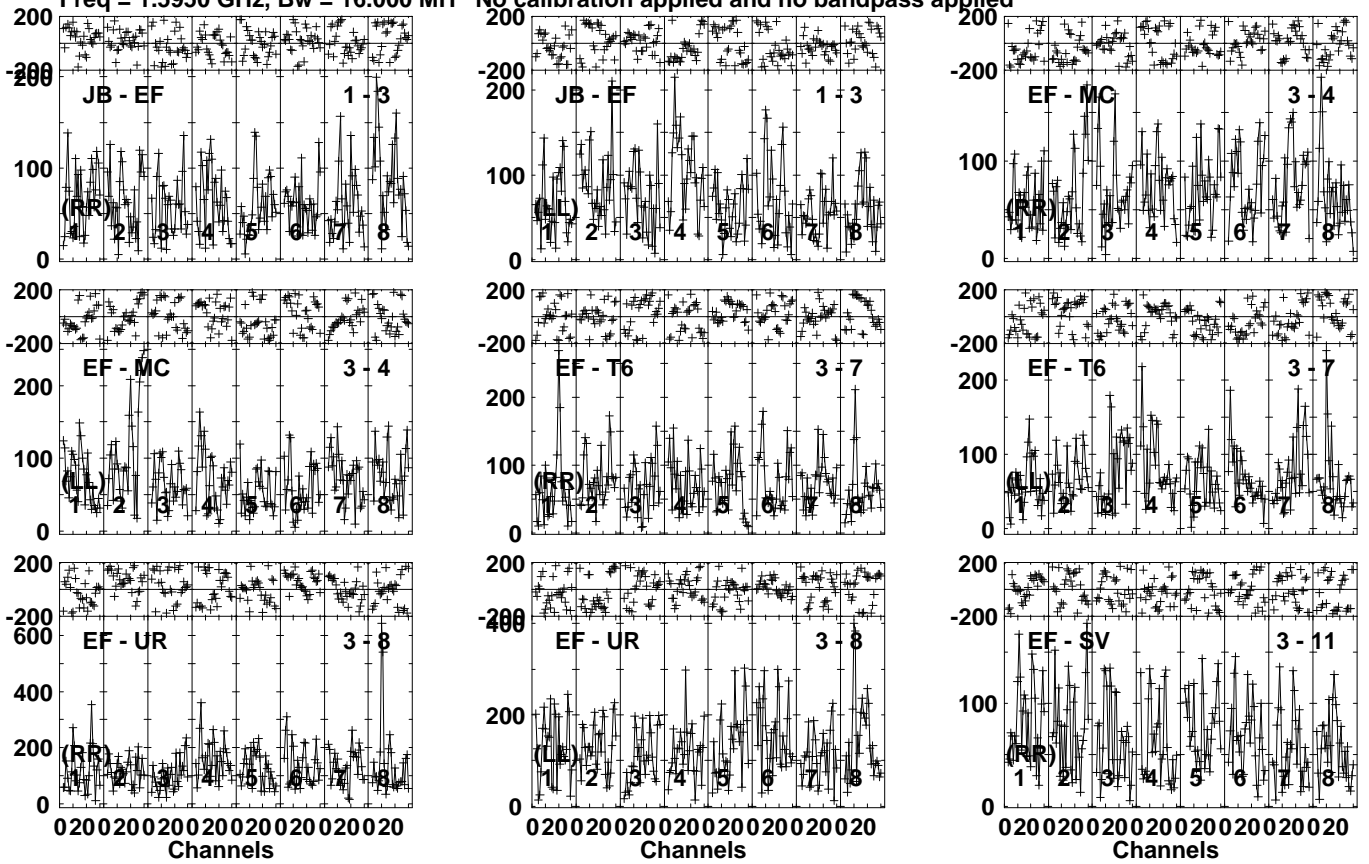 Freq = 1.5950 GHz, Bw = 16.000 MH No calibration applied and no bandpass applied
200 200 200
-200 -200 -200
200 JB - EF 1 - 3 200 JB - EF 1 - 3 EF - MC 3 - 4
100 100 100
(RR) (LL) (RR)
1 2 3 4 5 6 7 8 1 2 3 4 5 6 7 8 1 2 3 4 5 6 7 8
0 0 0
200 200 200
-200 -200 -200
EF - MC 3 - 4 EF - T6 3 - 7 EF - T6 3 - 7
200 200 200
100 100 100
(LL) (RR) (LL)
1 2 3 4 5 6 7 8 1 2 3 4 5 6 7 8 1 2 3 4 5 6 7 8
0 0 0
200 200 200
-200 -200 -200
600 EF - UR 3 - 8 400 EF - UR 3 - 8 EF - SV 3 - 11
400
200 200 100
(RR) (LL) (RR)
1 2 3 4 5 6 7 8 1 2 3 4 5 6 7 8 1 2 3 4 5 6 7 8
0 0 0
0 20 0 20 0 20 0 20 0 20 0 20 0 20 0 20 0 20 0 20 0 20 0 20 0 20 0 20 0 20 0 20 0 20 0 20 0 20 0 20 0 20 0 20 0 20 0 20
Channels Channels Channels